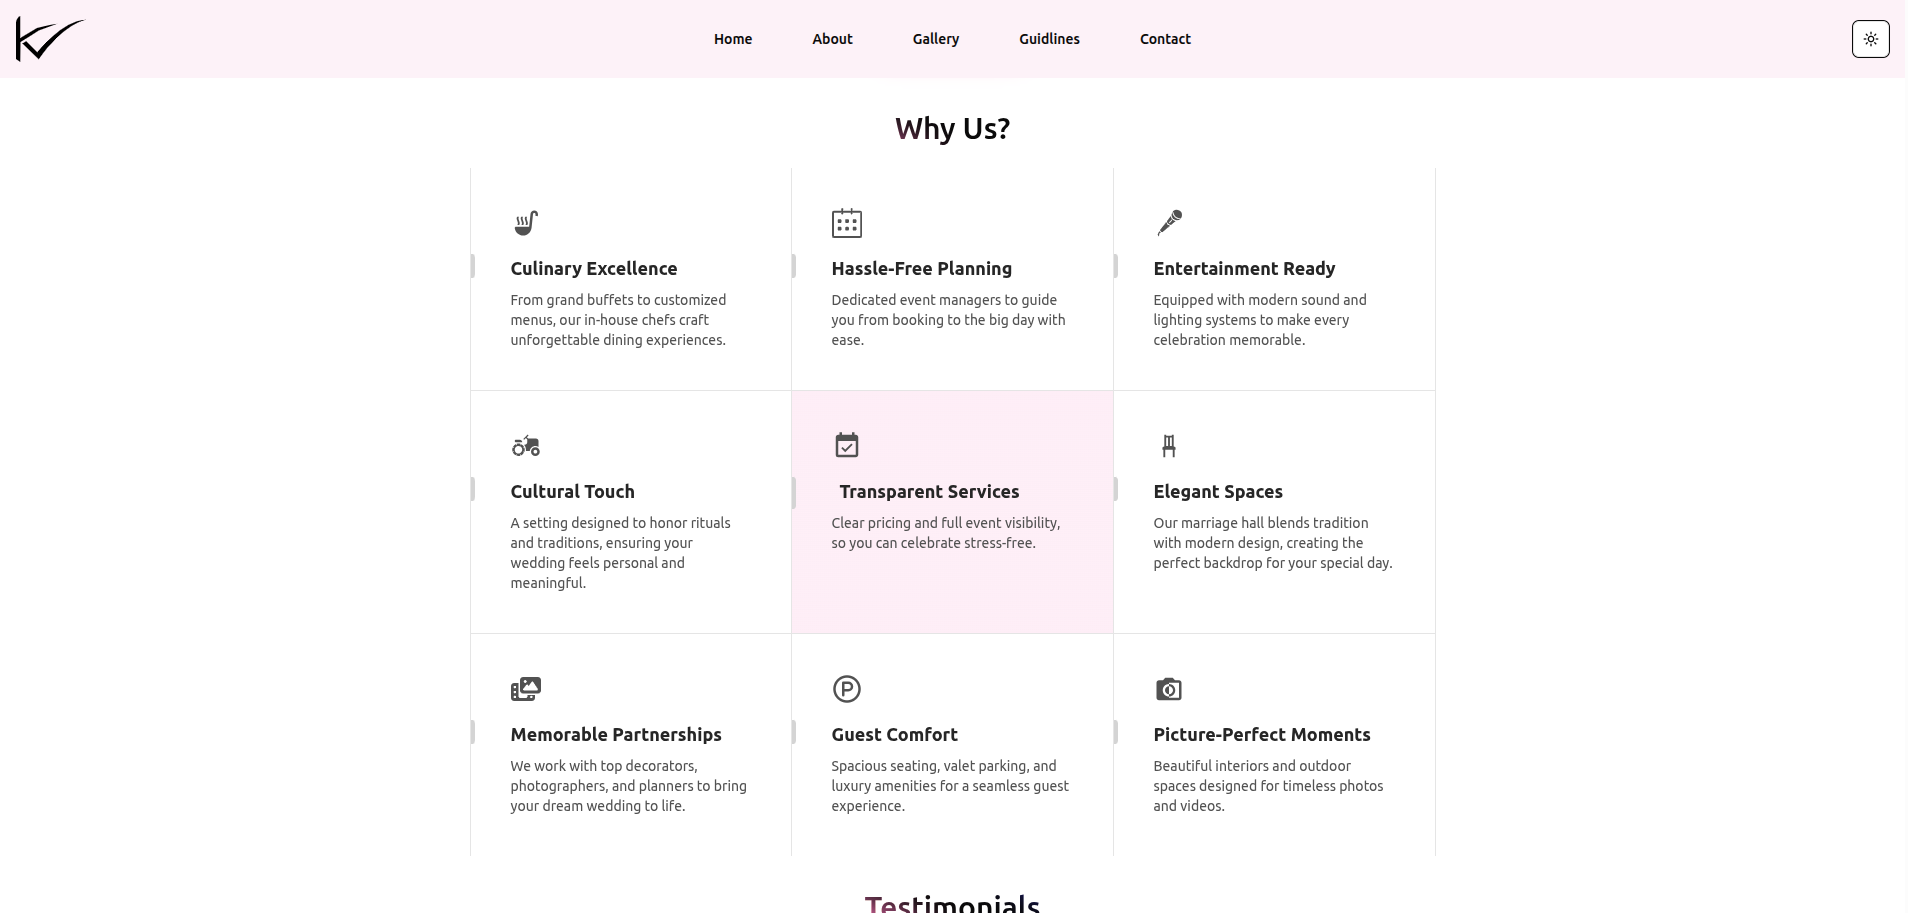 Home
About
Gallery
Guidlines
Contact
Why Us?
Culinary Excellence
From grand buffets to customized
menus, our in-house chefs craft
unforgettable dining experiences.
Hassle-Free Planning
Dedicated event managers to guide
you from booking to the big day with
ease.
Entertainment Ready
Equipped with modern sound and
lighting systems to make every
celebration memorable.
Cultural Touch
A setting designed to honor rituals
and traditions, ensuring your
wedding feels personal and
meaningful.
Transparent Services
Clear pricing and full event visibility,
so you can celebrate stress-free.
Elegant Spaces
Our marriage hall blends tradition
with modern design, creating the
perfect backdrop for your special day.
Memorable Partnerships
We work with top decorators,
photographers, and planners to bring
your dream wedding to life.
Guest Comfort
Spacious seating, valet parking, and
luxury amenities for a seamless guest
experience.
Picture-Perfect Moments
Beautiful interiors and outdoor
spaces designed for timeless photos
and videos.
Testimonials